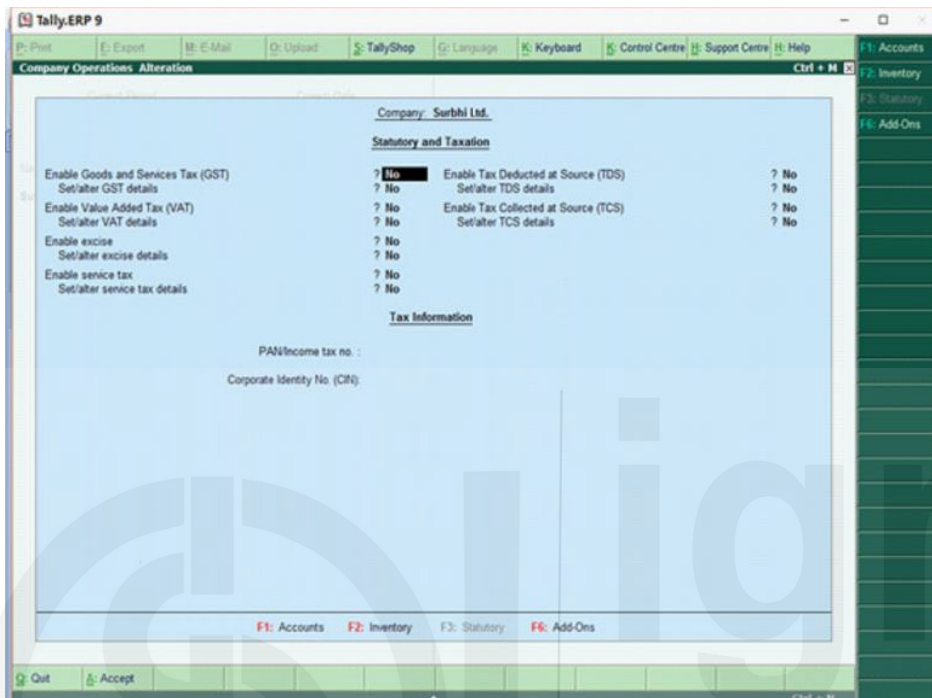 Tally.ERP 9
P: Print E: Export M: E-Mail O: Upload S: TallyShop G: Language K: Keyboard K: Control Centre H: Support Centre H: Help
F1: Accounts
Company Operations Alteration Ctrl + M
F2: Inventory
F3: Statutory
F6: Add-Ons
Company: Surbhi Ltd.
Statutory and Taxation
Enable Goods and Services Tax (GST) ? No Enable Tax Deducted at Source (TDS) ? No
Set/alter GST details ? No Set/alter TDS details ? No
Enable Value Added Tax (VAT) ? No Enable Tax Collected at Source (TCS) ? No
Set/alter VAT details ? No Set/alter TCS details ? No
Enable excise ? No
Set/alter excise details ? No
Enable service tax ? No
Set/alter service tax details ? No
Tax Information
PAN/Income tax no. :
Corporate Identity No. (CIN):
F1: Accounts F2: Inventory F3: Statutory F6: Add-Ons
Q: Quit A: Accept
Ctrl + N